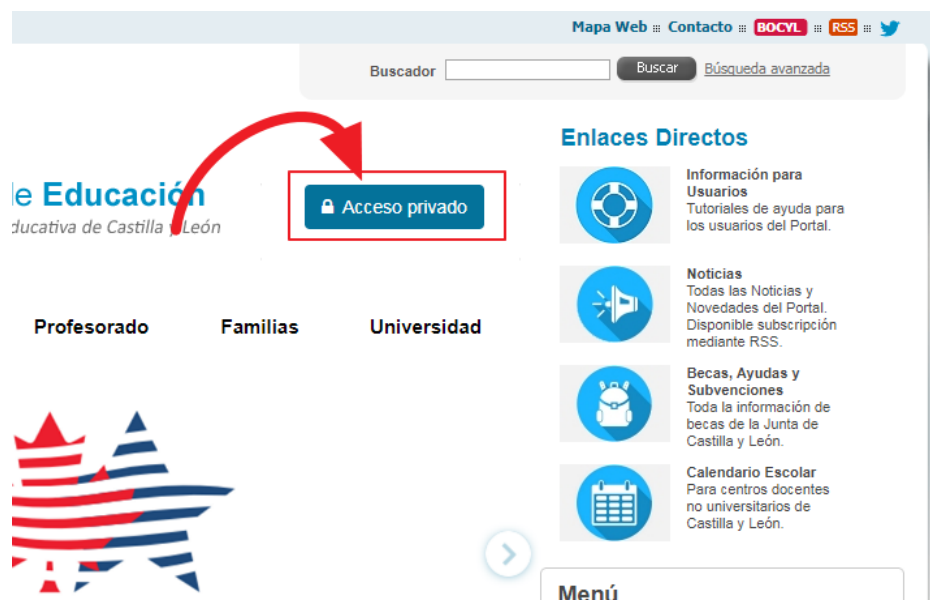 Mapa Web :: Contacto :: BOCYL :: RSS ::
Buscador Buscar Búsqueda avanzada
Enlaces Directos
Información para
Usuarios
Tutoriales de ayuda para
los usuarios del Portal.
le Educación
ducativa de Castilla y León
Acceso privado
Noticias
Todas las Noticias y
Novedades del Portal.
Disponible subscripción
mediante RSS.
Profesorado Familias Universidad
Becas, Ayudas y
Subvenciones
Toda la información de
becas de la Junta de
Castilla y León.
Calendario Escolar
Para centros docentes
no universitarios de
Castilla y León.
Menú